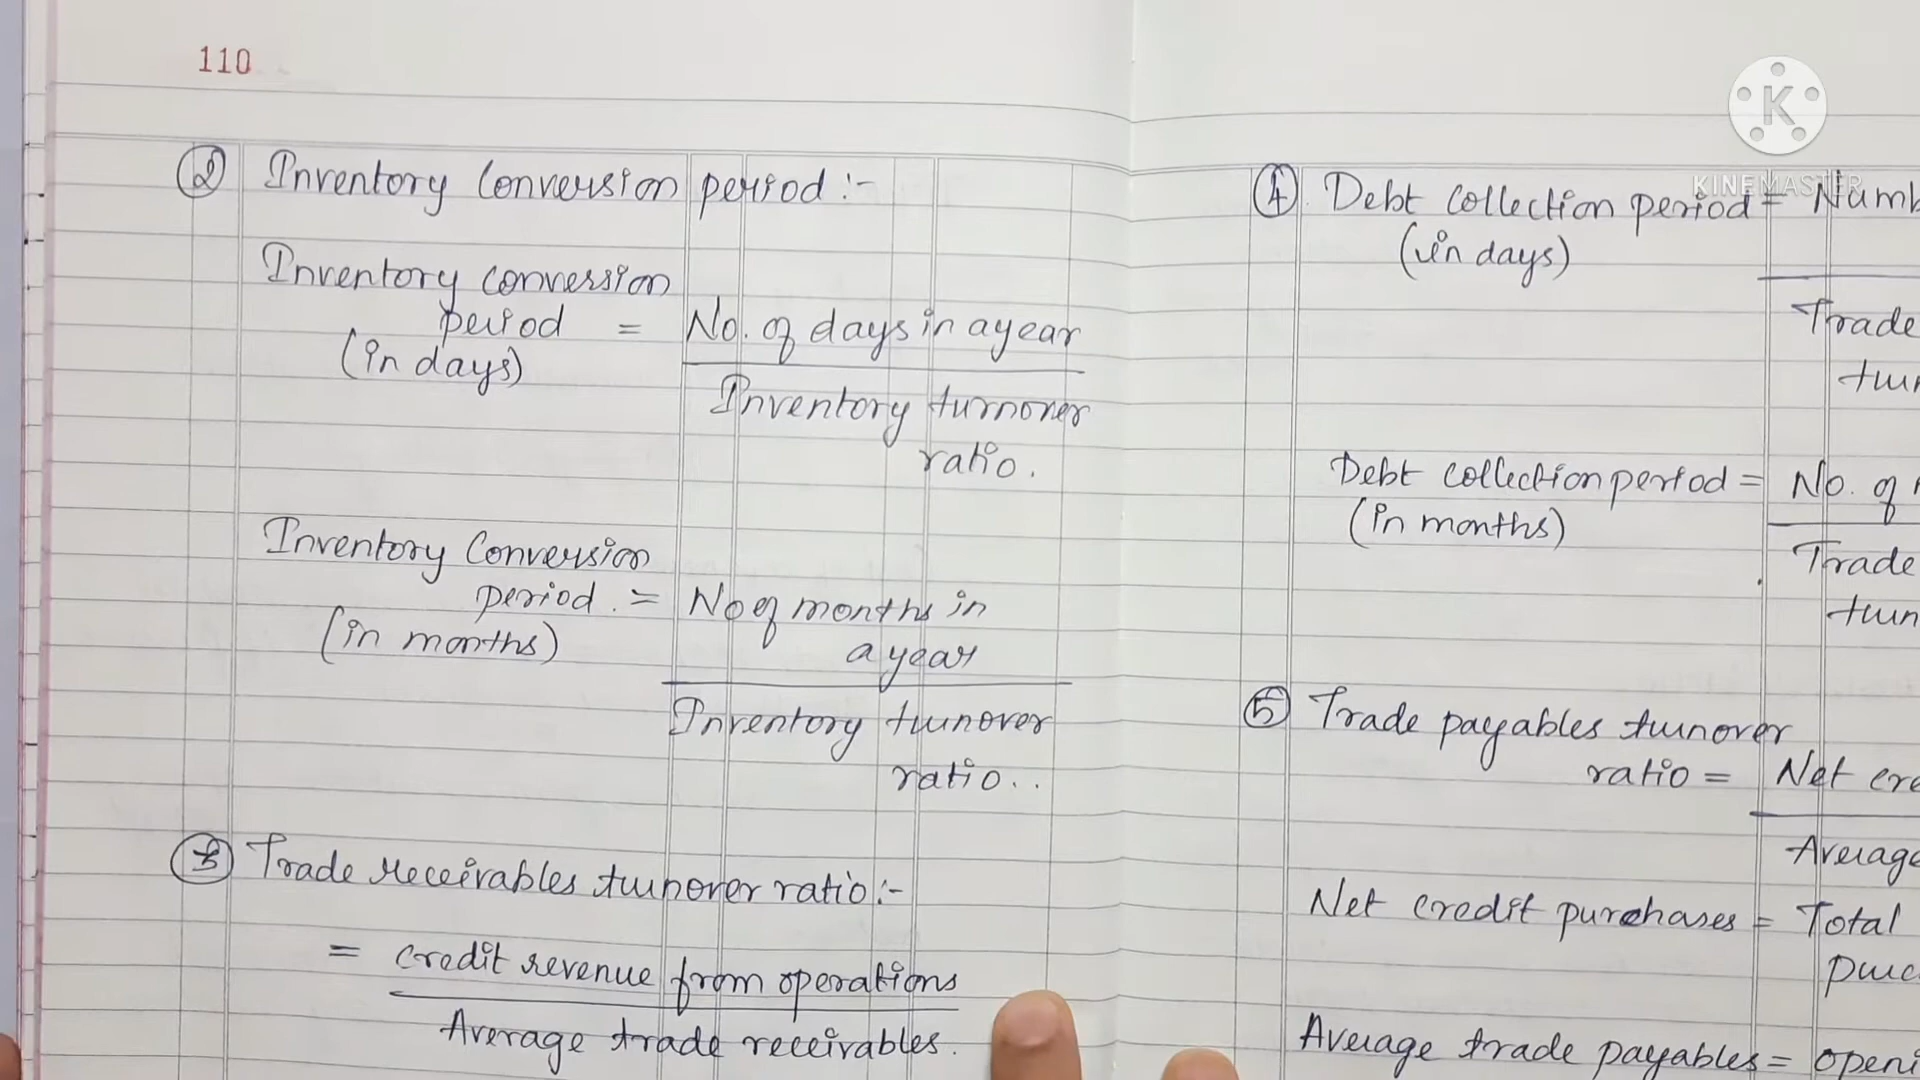 110
② Inventory Conversion period :-
Inventory conversion
period = No. of days in a year
(in days)
Inventory turnover
ratio.
Inventory Conversion
period. = No of months in
(in months) a year
Inventory turnover
ratio..
③ Trade receivables turnover ratio :-
= credit revenue from operations
Average trade receivables.
K
KINEMASTER
④ Debt collection period =
(in days)
Trade
Debt collection period = No. of
(in months)
Trade
⑤ Trade payables turnover
ratio = Net
Average
Net credit purchases = Total
Average trade payables =